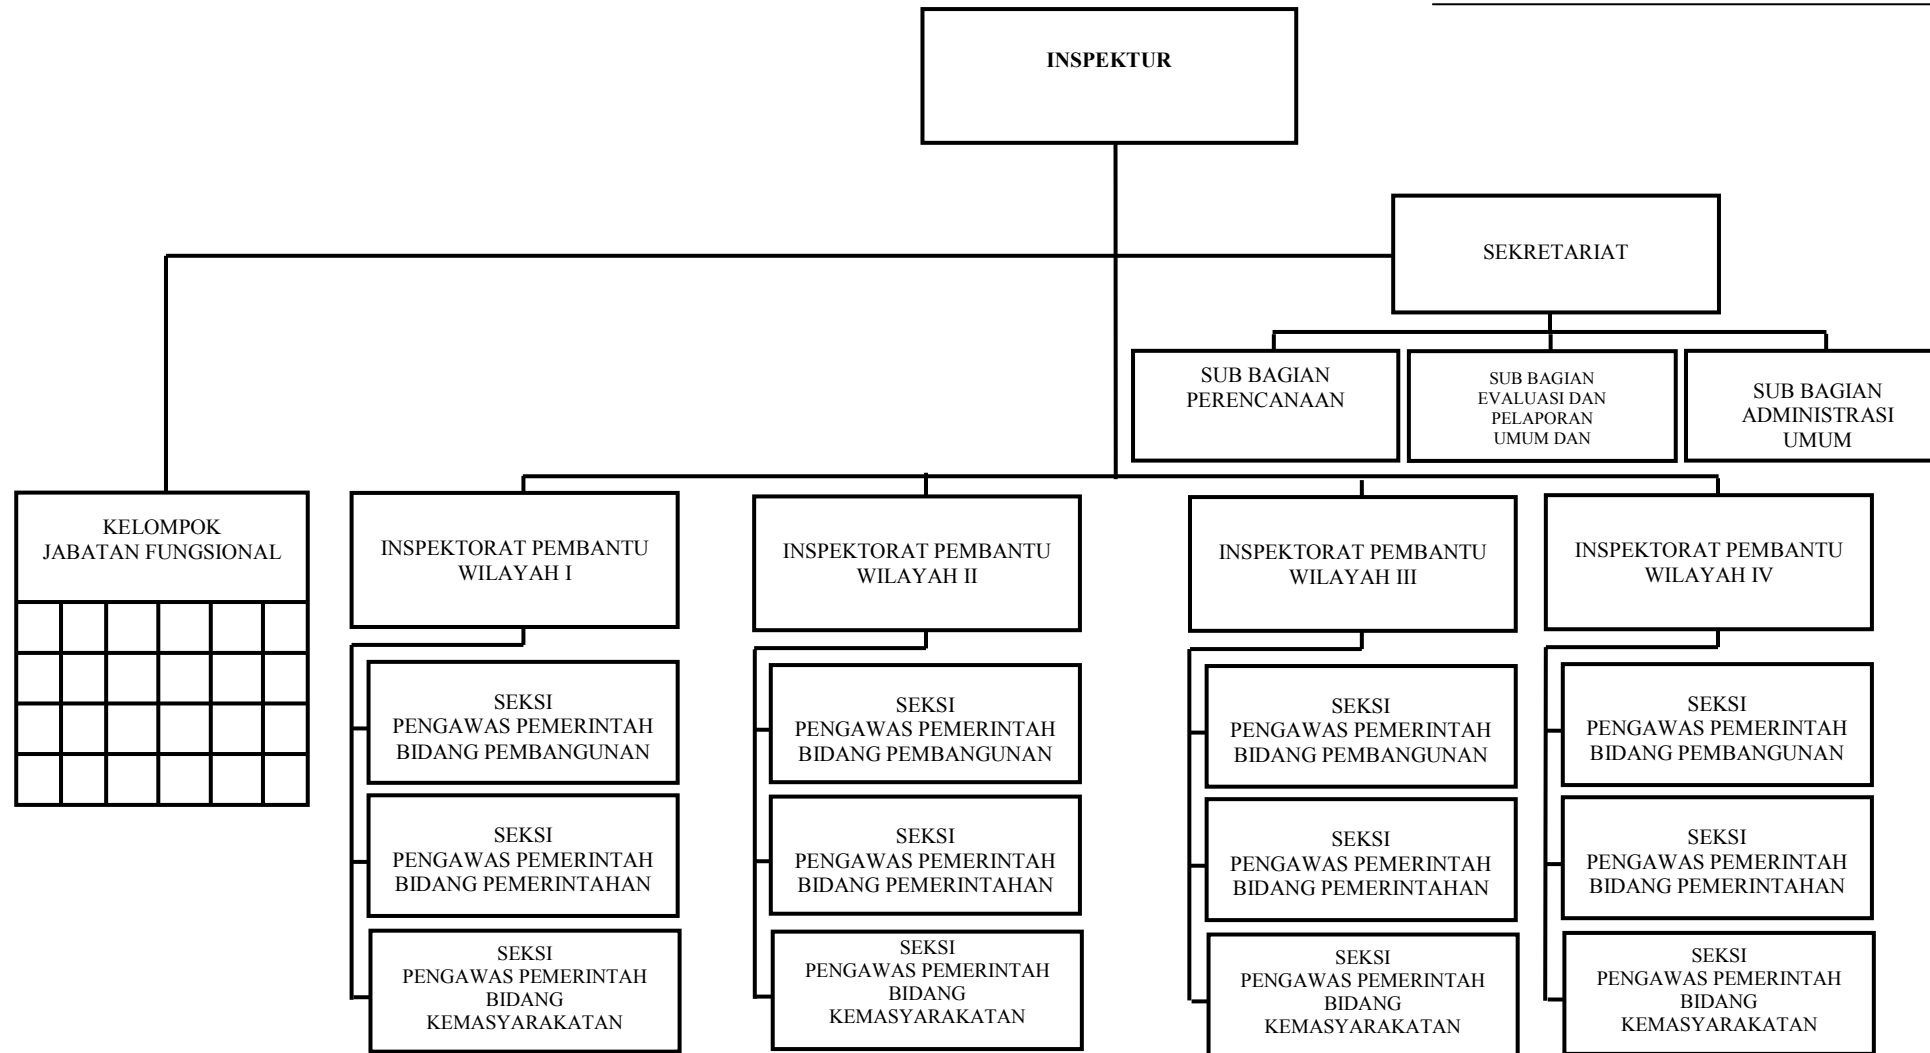 INSPEKTUR
SEKRETARIAT
SUB BAGIAN
PERENCANAAN
SUB BAGIAN
EVALUASI DAN
PELAPORAN
UMUM DAN
SUB BAGIAN
ADMINISTRASI
UMUM
KELOMPOK
JABATAN FUNGSIONAL
INSPEKTORAT PEMBANTU
WILAYAH I
INSPEKTORAT PEMBANTU
WILAYAH II
INSPEKTORAT PEMBANTU
WILAYAH III
INSPEKTORAT PEMBANTU
WILAYAH IV
SEKSI
PENGAWAS PEMERINTAH
BIDANG PEMBANGUNAN
SEKSI
PENGAWAS PEMERINTAH
BIDANG PEMBANGUNAN
SEKSI
PENGAWAS PEMERINTAH
BIDANG PEMBANGUNAN
SEKSI
PENGAWAS PEMERINTAH
BIDANG PEMBANGUNAN
SEKSI
PENGAWAS PEMERINTAH
BIDANG PEMERINTAHAN
SEKSI
PENGAWAS PEMERINTAH
BIDANG PEMERINTAHAN
SEKSI
PENGAWAS PEMERINTAH
BIDANG PEMERINTAHAN
SEKSI
PENGAWAS PEMERINTAH
BIDANG PEMERINTAHAN
SEKSI
PENGAWAS PEMERINTAH
BIDANG
KEMASYARAKATAN
SEKSI
PENGAWAS PEMERINTAH
BIDANG
KEMASYARAKATAN
SEKSI
PENGAWAS PEMERINTAH
BIDANG
KEMASYARAKATAN
SEKSI
PENGAWAS PEMERINTAH
BIDANG
KEMASYARAKATAN